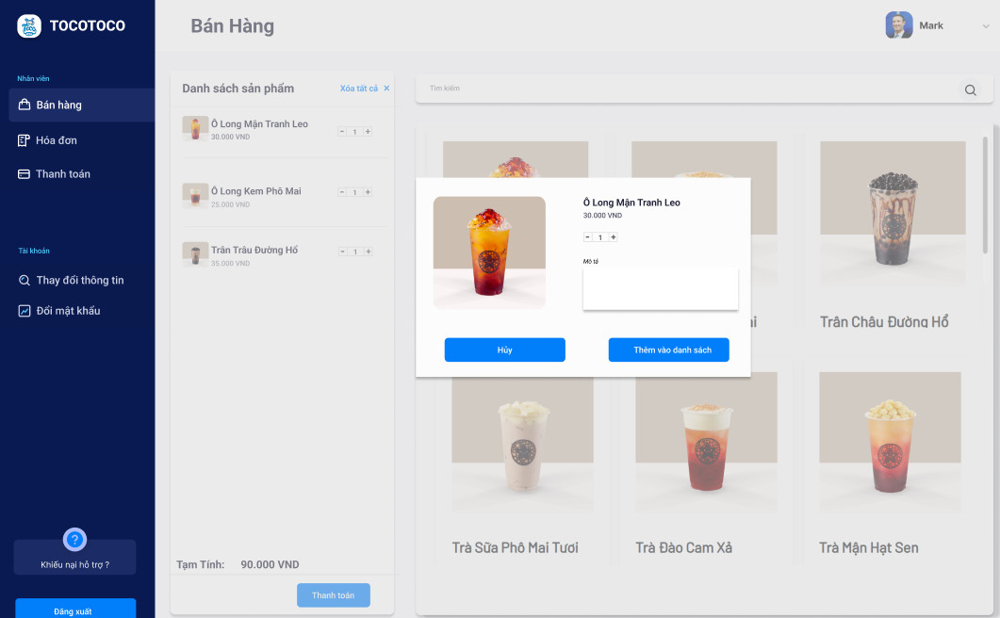 TOCOTOCO
Nhân viên
Bán hàng
Hóa đơn
Thanh toán
Tài khoản
Thay đổi thông tin
Đổi mật khẩu
?
Khiếu nại hỗ trợ ?
Đăng xuất
Bán Hàng
Mark
Danh sách sản phẩm
Xóa tất cả ×
Ô Long Mận Tranh Leo
30.000 VND
- 1 +
Ô Long Kem Phô Mai
25.000 VND
- 1 +
Trân Trâu Đường Hổ
35.000 VND
- 1 +
Tạm Tính: 90.000 VND
Thanh toán
Tìm kiếm
Ô Long Mận Tranh Leo
30.000 VND
- 1 +
Mô tả
Hủy
Thêm vào danh sách
ai
Trân Châu Đường Hổ
Trà Sữa Phô Mai Tươi
Trà Đào Cam Xả
Trà Mận Hạt Sen